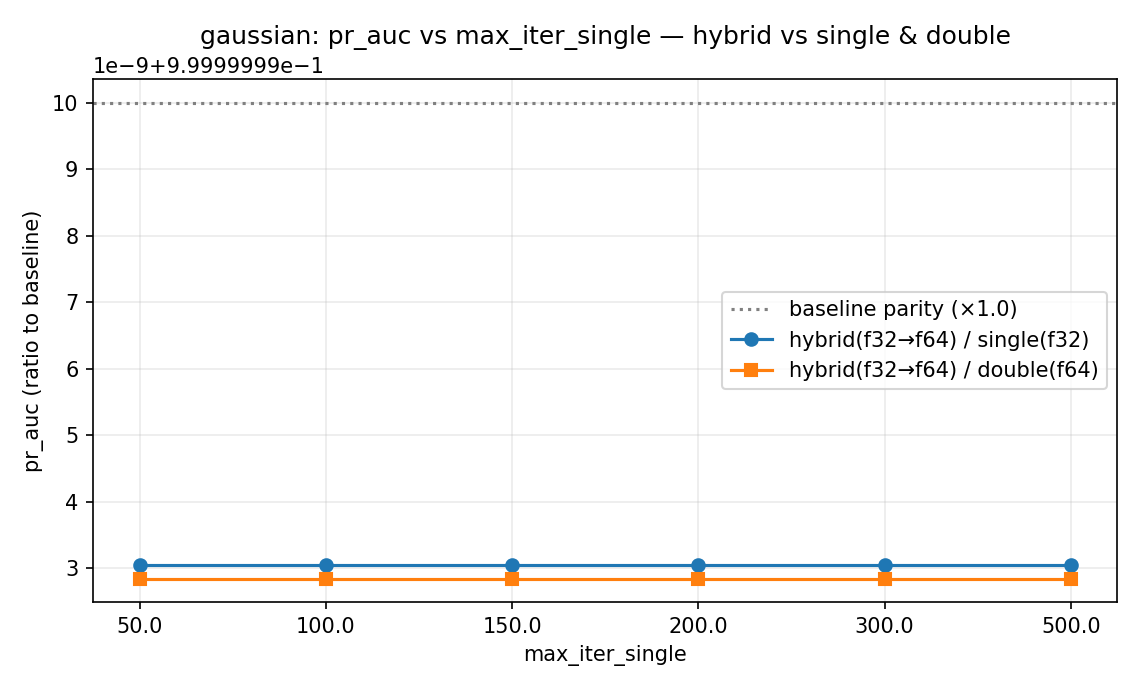 gaussian: pr_auc vs max_iter_single — hybrid vs single & double
1e−9+9.9999999e−1
10
9
8
7
6
5
4
3
pr_auc (ratio to baseline)
baseline parity (×1.0)
hybrid(f32→f64) / single(f32)
hybrid(f32→f64) / double(f64)
50.0 100.0 150.0 200.0 300.0 500.0
max_iter_single